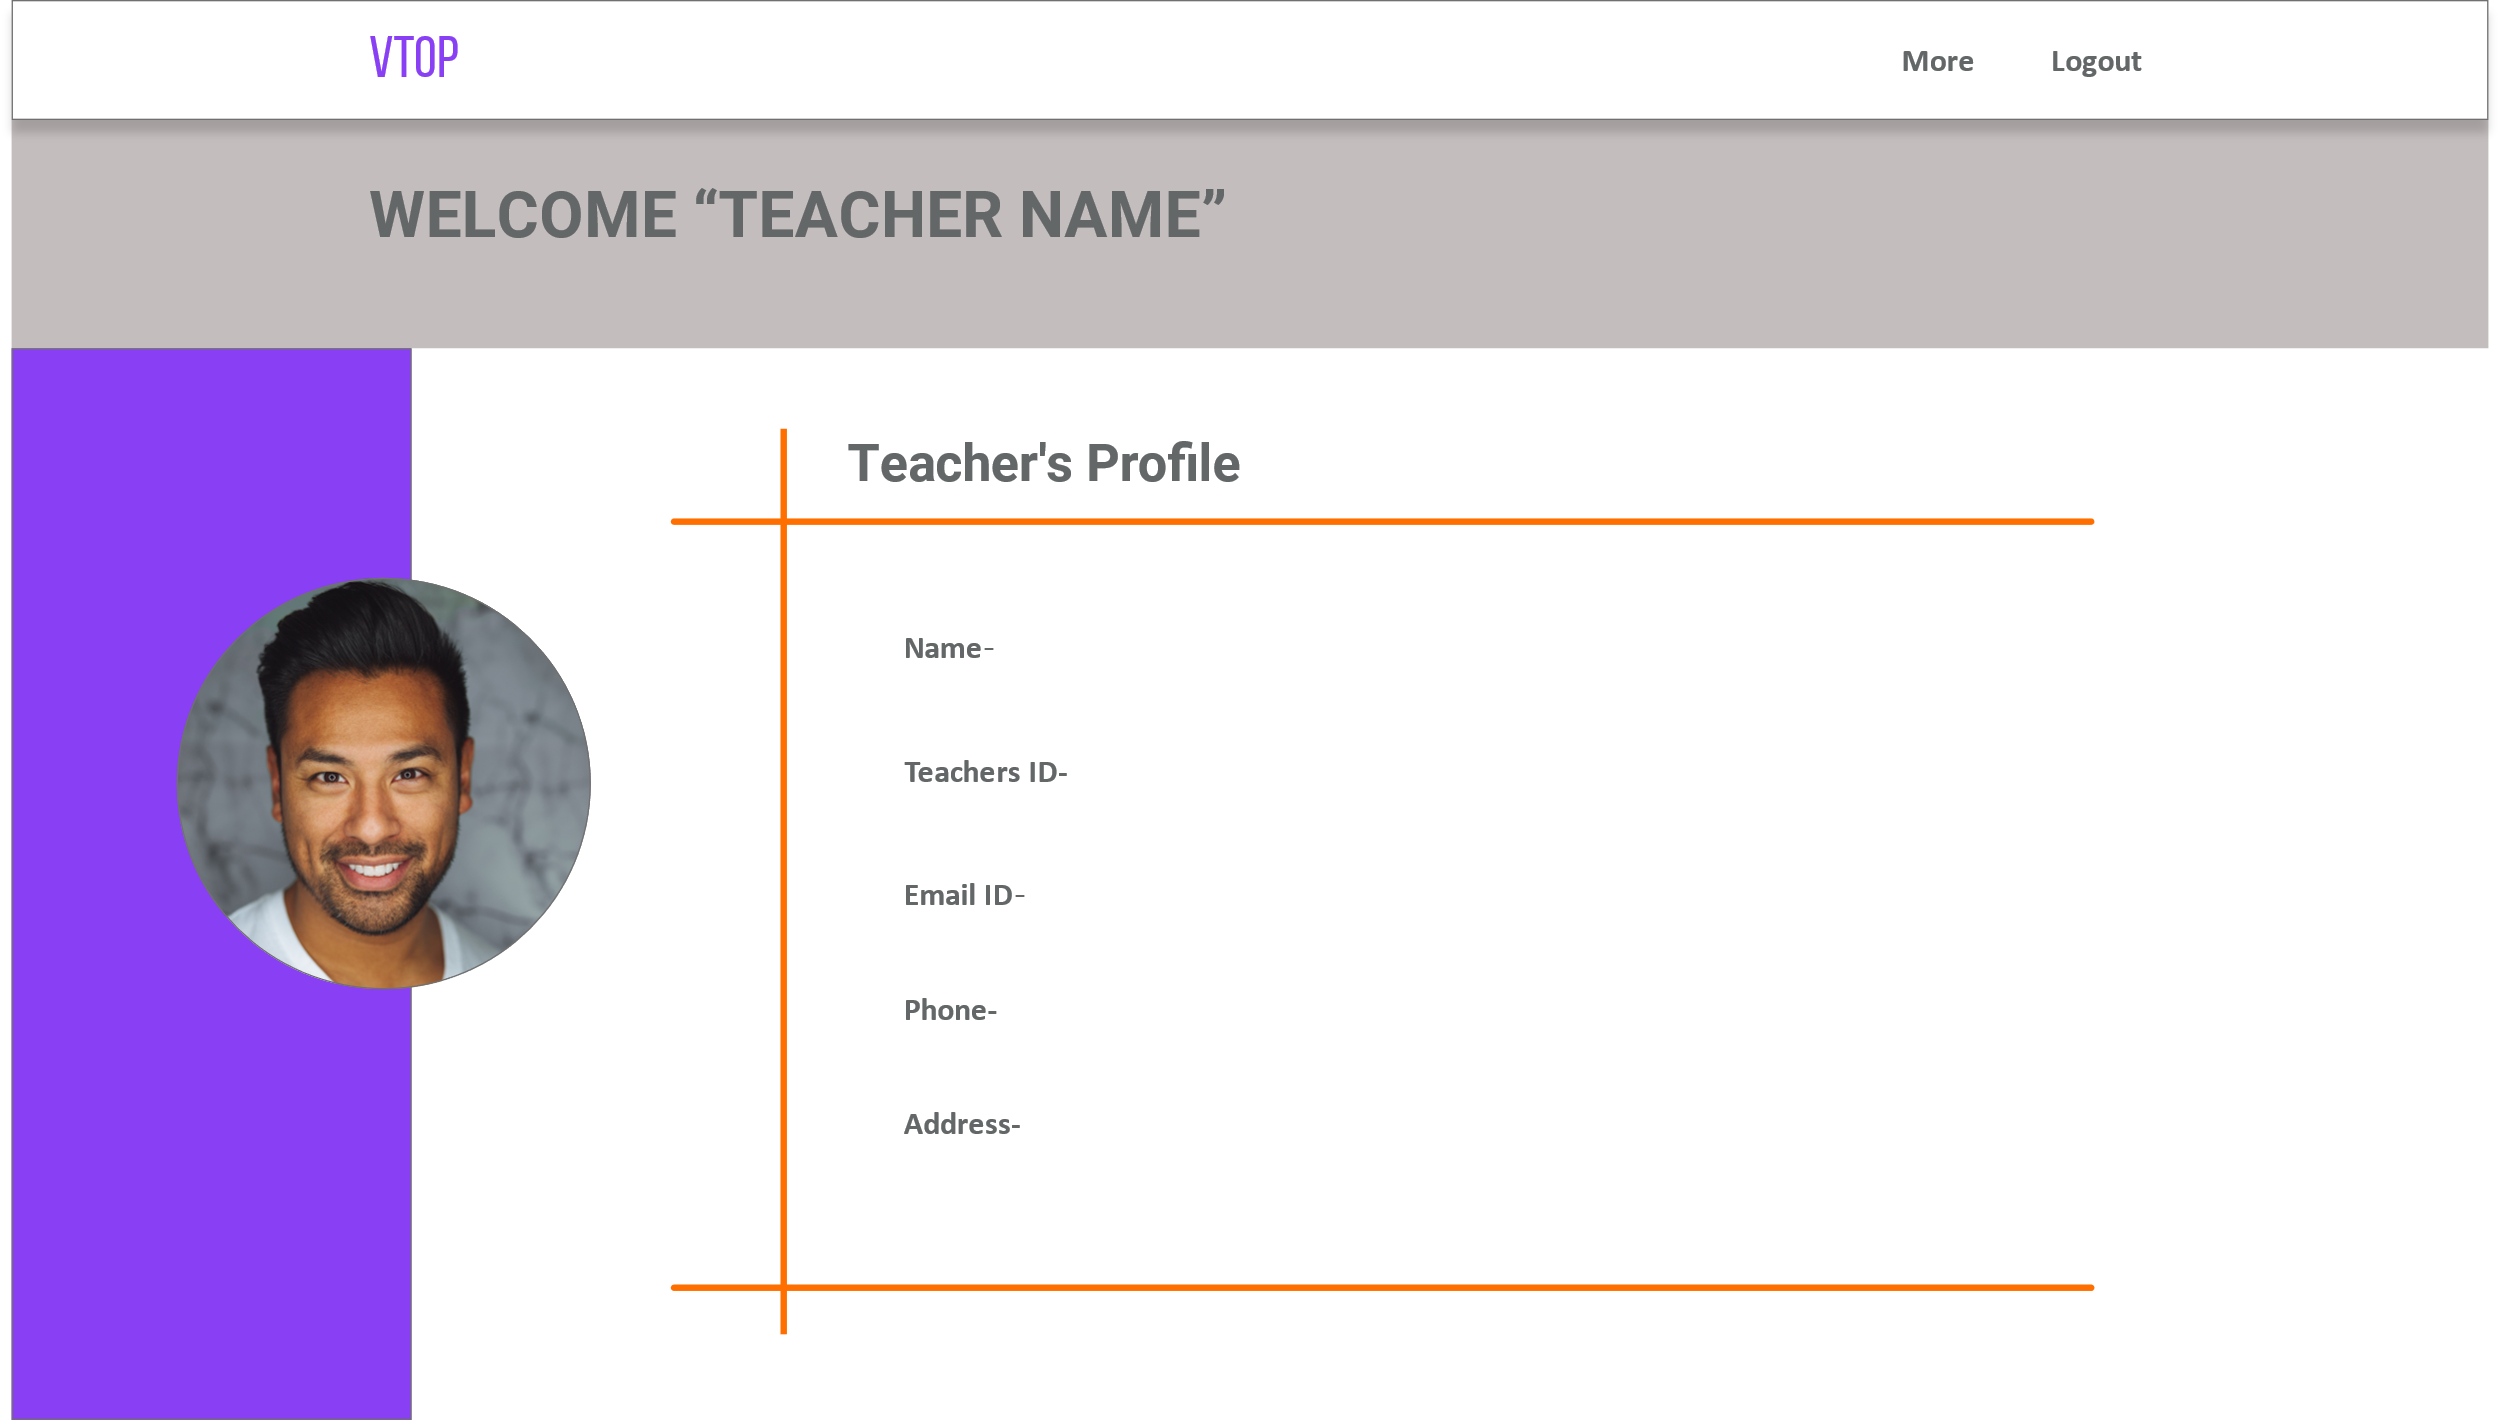 VTOP
More
Logout
WELCOME “TEACHER NAME”
Teacher's Profile
Name-
Teachers ID-
Email ID-
Phone-
Address-